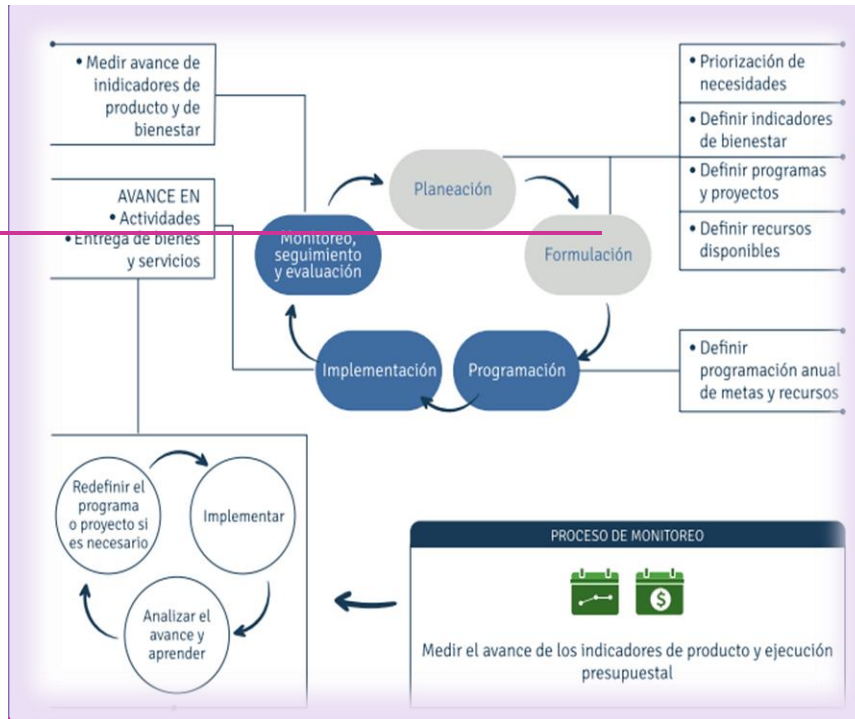 • Medir avance de
inidicadores de
producto y de
bienestar
AVANCE EN
• Actividades
• Entrega de bienes
y servicios
Planeación
Formulación
Programación
Implementación
Monitoreo,
seguimiento
y evaluación
• Priorización de
necesidades
• Definir indicadores
de bienestar
• Definir programas
y proyectos
• Definir recursos
disponibles
• Definir
programación anual
de metas y recursos
Redefinir el
programa
o proyecto si
es necesario
Implementar
Analizar el
avance y
aprender
PROCESO DE MONITOREO
$
Medir el avance de los indicadores de producto y ejecución
presupuestal